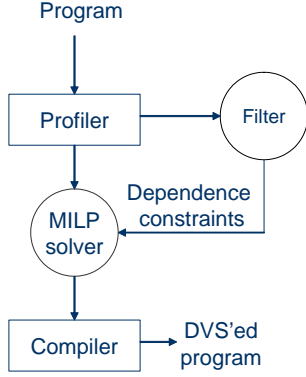 Program
Profiler
Filter
Dependence
constraints
MILP
solver
Compiler
DVS'ed
program